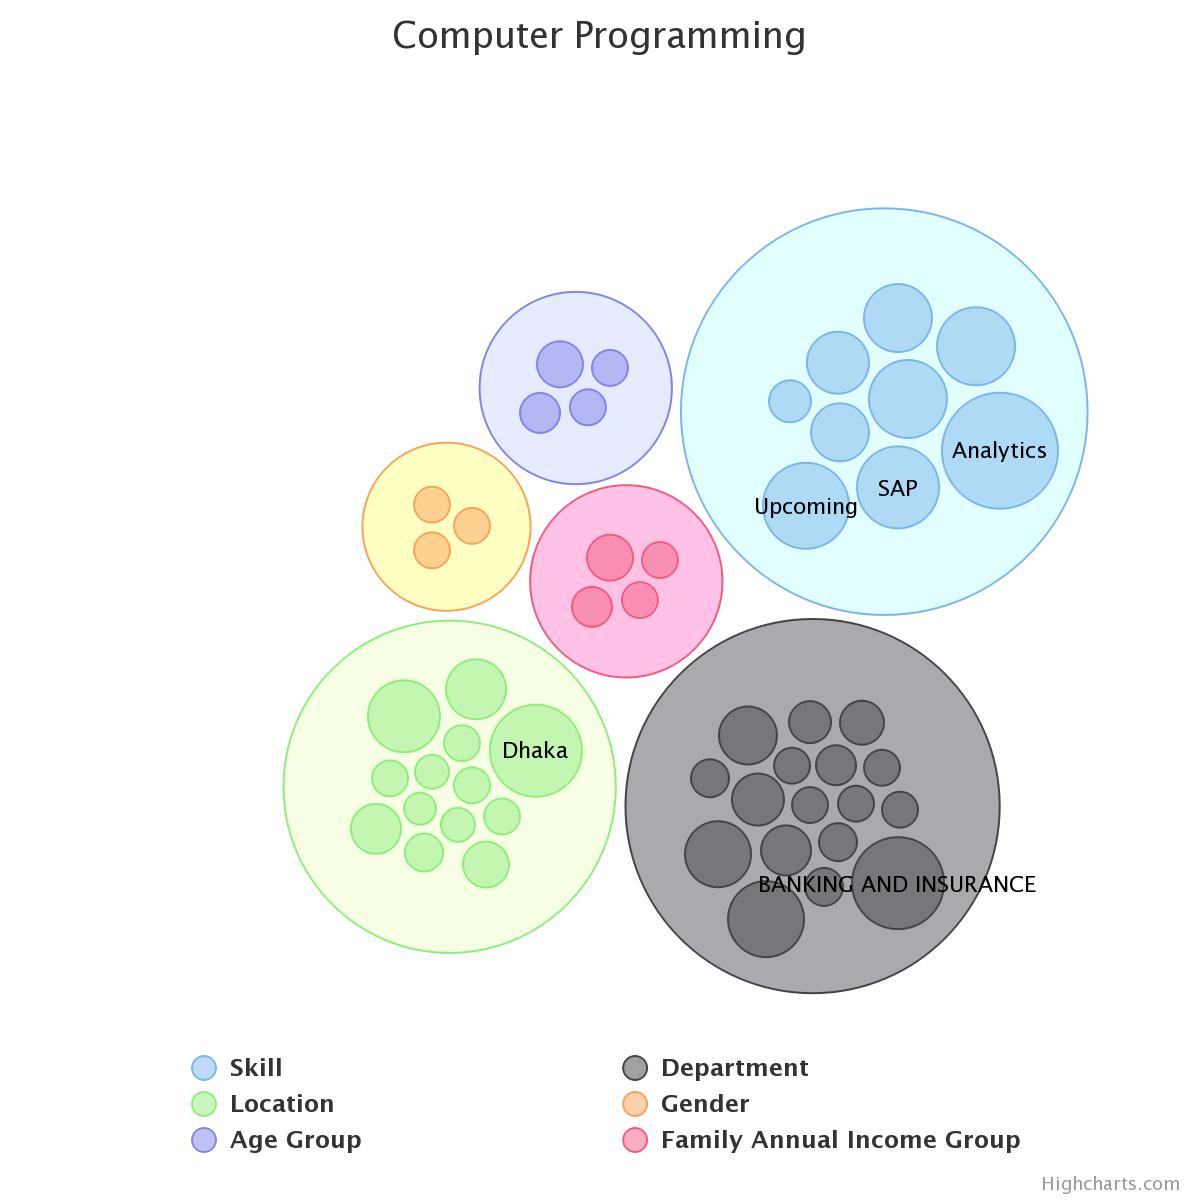 Computer Programming
Analytics
SAP
Upcoming
Dhaka
BANKING AND INSURANCE
Skill
Department
Location
Gender
Age Group
Family Annual Income Group
Highcharts.com